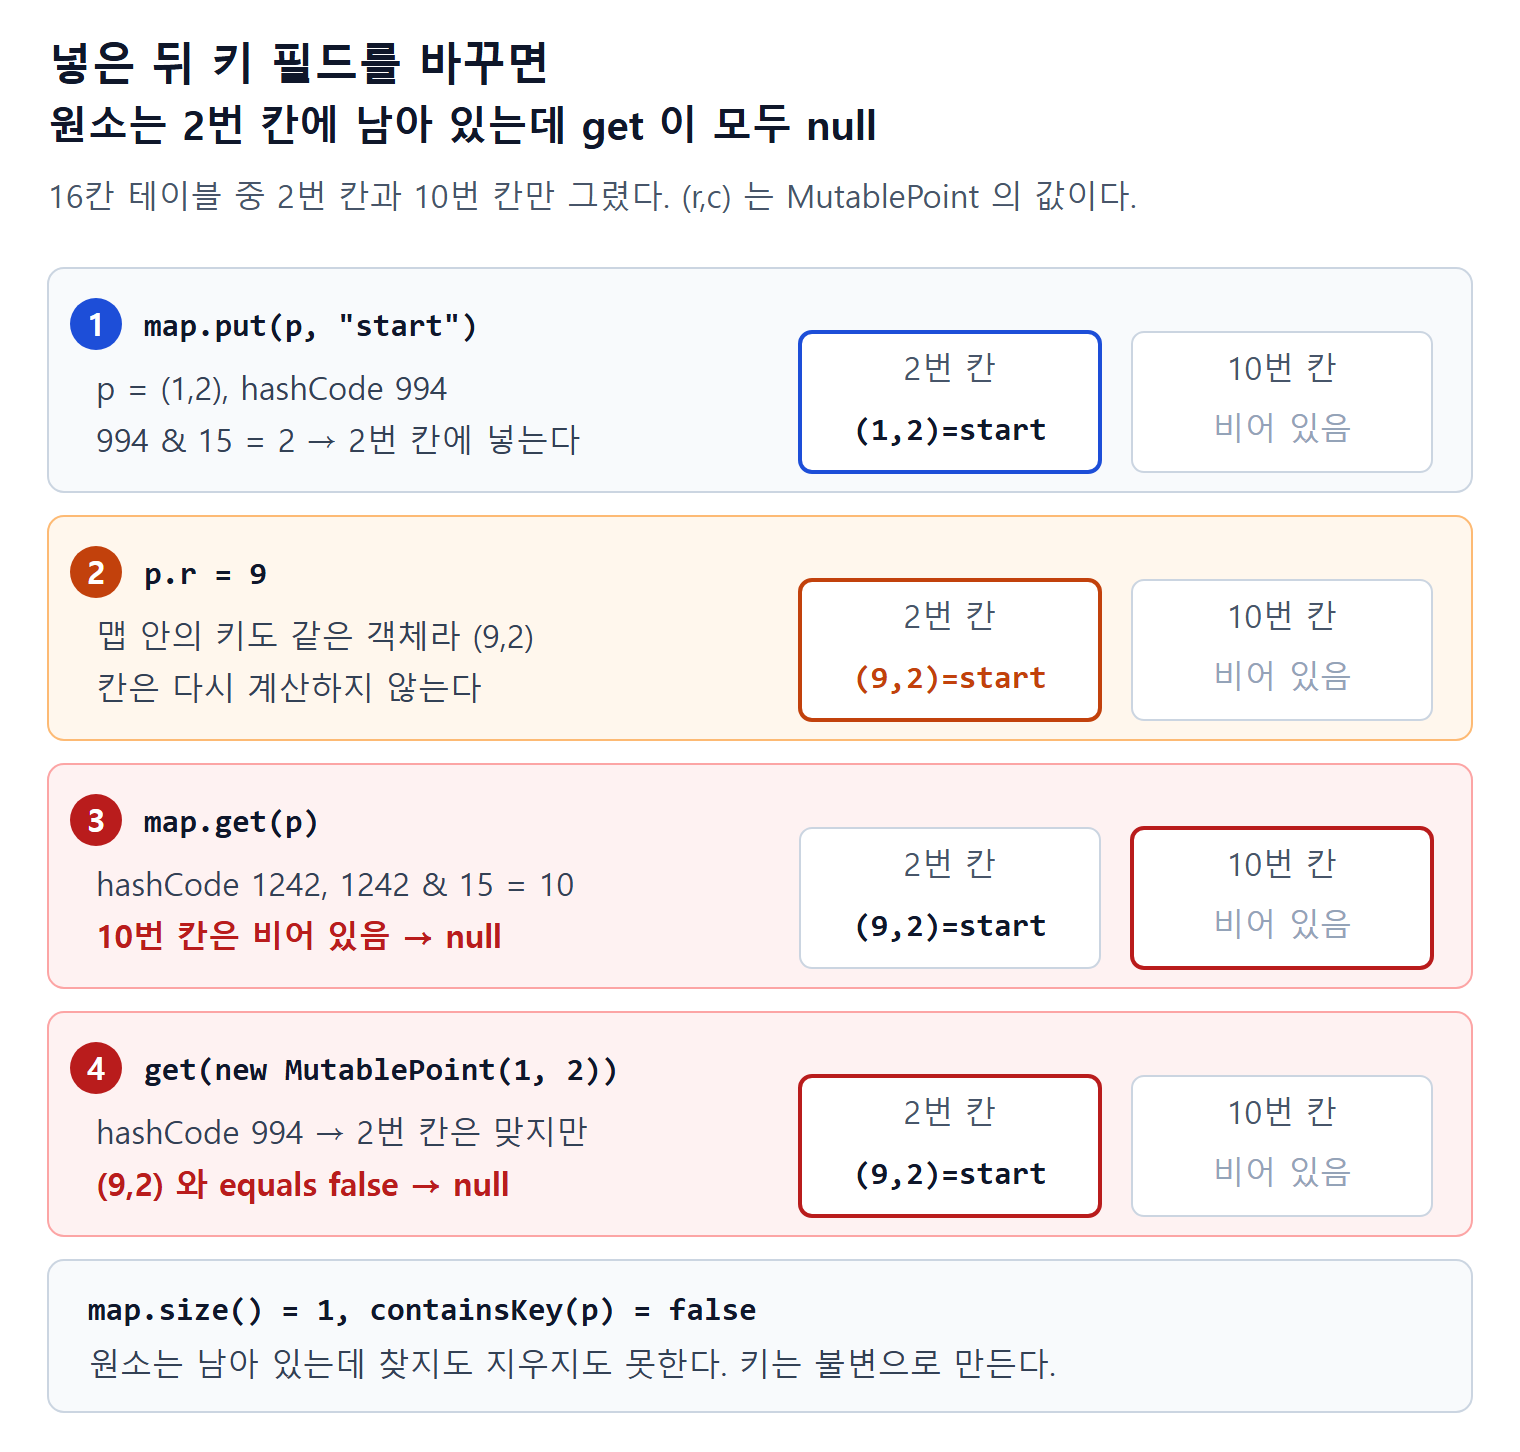 넣은 뒤 키 필드를 바꾸면
원소는 2번 칸에 남아 있는데 get 이 모두 null
16칸 테이블 중 2번 칸과 10번 칸만 그렸다. (r,c) 는 MutablePoint 의 값이다.
1 map.put(p, "start")
p = (1,2), hashCode 994
994 & 15 = 2 → 2번 칸에 넣는다
2번 칸
(1,2)=start
10번 칸
비어 있음
2 p.r = 9
맵 안의 키도 같은 객체라 (9,2)
칸은 다시 계산하지 않는다
2번 칸
(9,2)=start
10번 칸
비어 있음
3 map.get(p)
hashCode 1242, 1242 & 15 = 10
10번 칸은 비어 있음 → null
2번 칸
(9,2)=start
10번 칸
비어 있음
4 get(new MutablePoint(1, 2))
hashCode 994 → 2번 칸은 맞지만
(9,2) 와 equals false → null
2번 칸
(9,2)=start
10번 칸
비어 있음
map.size() = 1, containsKey(p) = false
원소는 남아 있는데 찾지도 지우지도 못한다. 키는 불변으로 만든다.